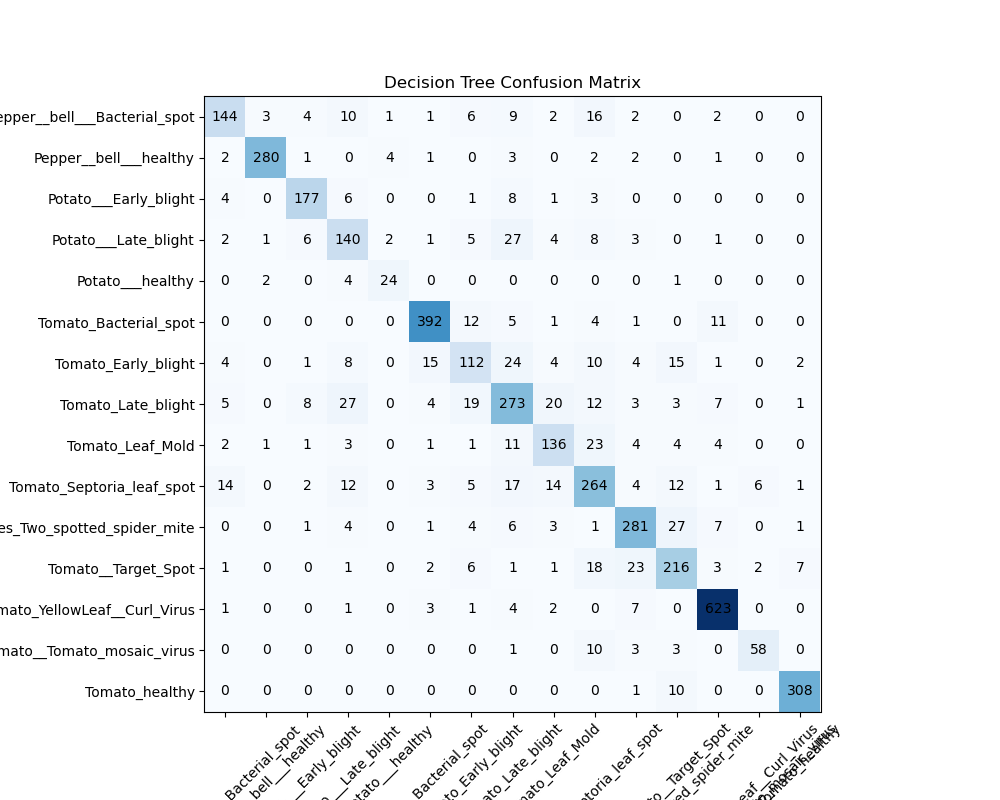 Decision Tree Confusion Matrix
epper__bell___Bacterial_spot 144 3 4 10 1 1 6 9 2 16 2 0 2 0 0
Pepper__bell___healthy 2 280 1 0 4 1 0 3 0 2 2 0 1 0 0
Potato___Early_blight 4 0 177 6 0 0 1 8 1 3 0 0 0 0 0
Potato___Late_blight 2 1 6 140 2 1 5 27 4 8 3 0 1 0 0
Potato___healthy 0 2 0 4 24 0 0 0 0 0 0 1 0 0 0
Tomato_Bacterial_spot 0 0 0 0 0 392 12 5 1 4 1 0 11 0 0
Tomato_Early_blight 4 0 1 8 0 15 112 24 4 10 4 15 1 0 2
Tomato_Late_blight 5 0 8 27 0 4 19 273 20 12 3 3 7 0 1
Tomato_Leaf_Mold 2 1 1 3 0 1 1 11 136 23 4 4 4 0 0
Tomato_Septoria_leaf_spot 14 0 2 12 0 3 5 17 14 264 4 12 1 6 1
es_Two_spotted_spider_mite 0 0 1 4 0 1 4 6 3 1 281 27 7 0 1
Tomato__Target_Spot 1 0 0 1 0 2 6 1 1 18 23 216 3 2 7
mato_YellowLeaf__Curl_Virus 1 0 0 1 0 3 1 4 2 0 7 0 623 0 0
mato__Tomato_mosaic_virus 0 0 0 0 0 0 0 1 0 10 3 3 0 58 0
Tomato_healthy 0 0 0 0 0 0 0 0 0 0 1 10 0 0 308
Bacterial_spot
bell___healthy
__Early_blight
___Late_blight
tato___healthy
Bacterial_spot
to_Early_blight
ato_Late_blight
nato_Leaf_Mold
toria_leaf_spot
ed_spider_mite
o__Target_Spot
eaf__Curl_Virus
mosaic_virus
omato_healthy